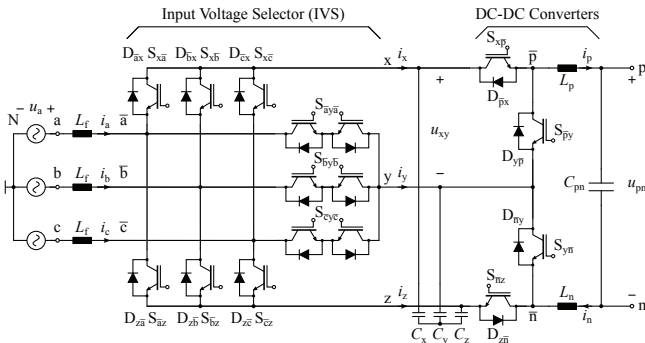 Input Voltage Selector (IVS)
DC-DC Converters
D_āx S_xā D_b̄x S_xb̄ D_c̄x S_xc̄
x i_x
S_xp̄
p̄ i_p
p
D_p̄x
L_p
+
N − u_a +
a L_f i_a ā
S_āyā
+
u_xy
S_p̄y
D_yp̄
b L_f i_b b̄
S_b̄yb̄
y i_y
−
C_pn
u_pn
c L_f i_c c̄
S_c̄yc̄
D_n̄y
S_yn̄
z i_z
S_n̄z
L_n
−
n
D_zā S_āz D_zb̄ S_b̄z D_zc̄ S_c̄z
C_x C_y C_z
D_zn̄
n̄ i_n